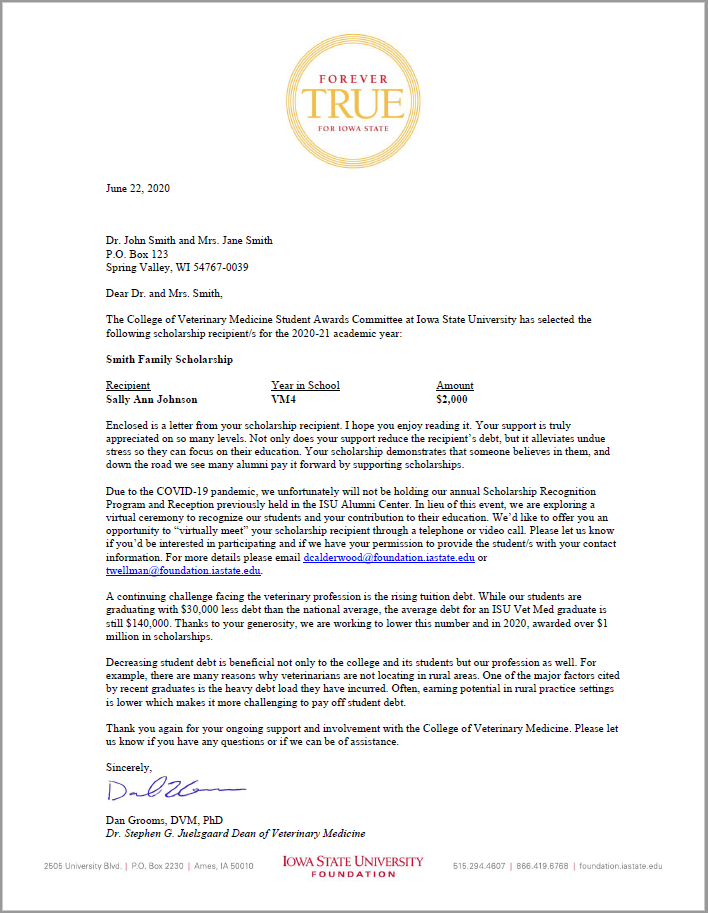 FOREVER
TRUE
FOR IOWA STATE
June 22, 2020
Dr. John Smith and Mrs. Jane Smith
P.O. Box 123
Spring Valley, WI 54767-0039
Dear Dr. and Mrs. Smith,
The College of Veterinary Medicine Student Awards Committee at Iowa State University has selected the
following scholarship recipient/s for the 2020-21 academic year:
Smith Family Scholarship
Recipient Year in School Amount
Sally Ann Johnson VM4 $2,000
Enclosed is a letter from your scholarship recipient. I hope you enjoy reading it. Your support is truly
appreciated on so many levels. Not only does your support reduce the recipient's debt, but it alleviates undue
stress so they can focus on their education. Your scholarship demonstrates that someone believes in them, and
down the road we see many alumni pay it forward by supporting scholarships.
Due to the COVID-19 pandemic, we unfortunately will not be holding our annual Scholarship Recognition
Program and Reception previously held in the ISU Alumni Center. In lieu of this event, we are exploring a
virtual ceremony to recognize our students and your contribution to their education. We'd like to offer you an
opportunity to "virtually meet" your scholarship recipient through a telephone or video call. Please let us know
if you'd be interested in participating and if we have your permission to provide the student/s with your contact
information. For more details please email dcalderwood@foundation.iastate.edu or
twellman@foundation.iastate.edu.
A continuing challenge facing the veterinary profession is the rising tuition debt. While our students are
graduating with $30,000 less debt than the national average, the average debt for an ISU Vet Med graduate is
still $140,000. Thanks to your generosity, we are working to lower this number and in 2020, awarded over $1
million in scholarships.
Decreasing student debt is beneficial not only to the college and its students but our profession as well. For
example, there are many reasons why veterinarians are not locating in rural areas. One of the major factors cited
by recent graduates is the heavy debt load they have incurred. Often, earning potential in rural practice settings
is lower which makes it more challenging to pay off student debt.
Thank you again for your ongoing support and involvement with the College of Veterinary Medicine. Please let
us know if you have any questions or if we can be of assistance.
Sincerely,
Dan Grooms, DVM, PhD
Dr. Stephen G. Juelsgaard Dean of Veterinary Medicine
2505 University Blvd. | P.O. Box 2230 | Ames, IA 50010
IOWA STATE UNIVERSITY
FOUNDATION
515.294.4607 | 866.419.6768 | foundation.iastate.edu